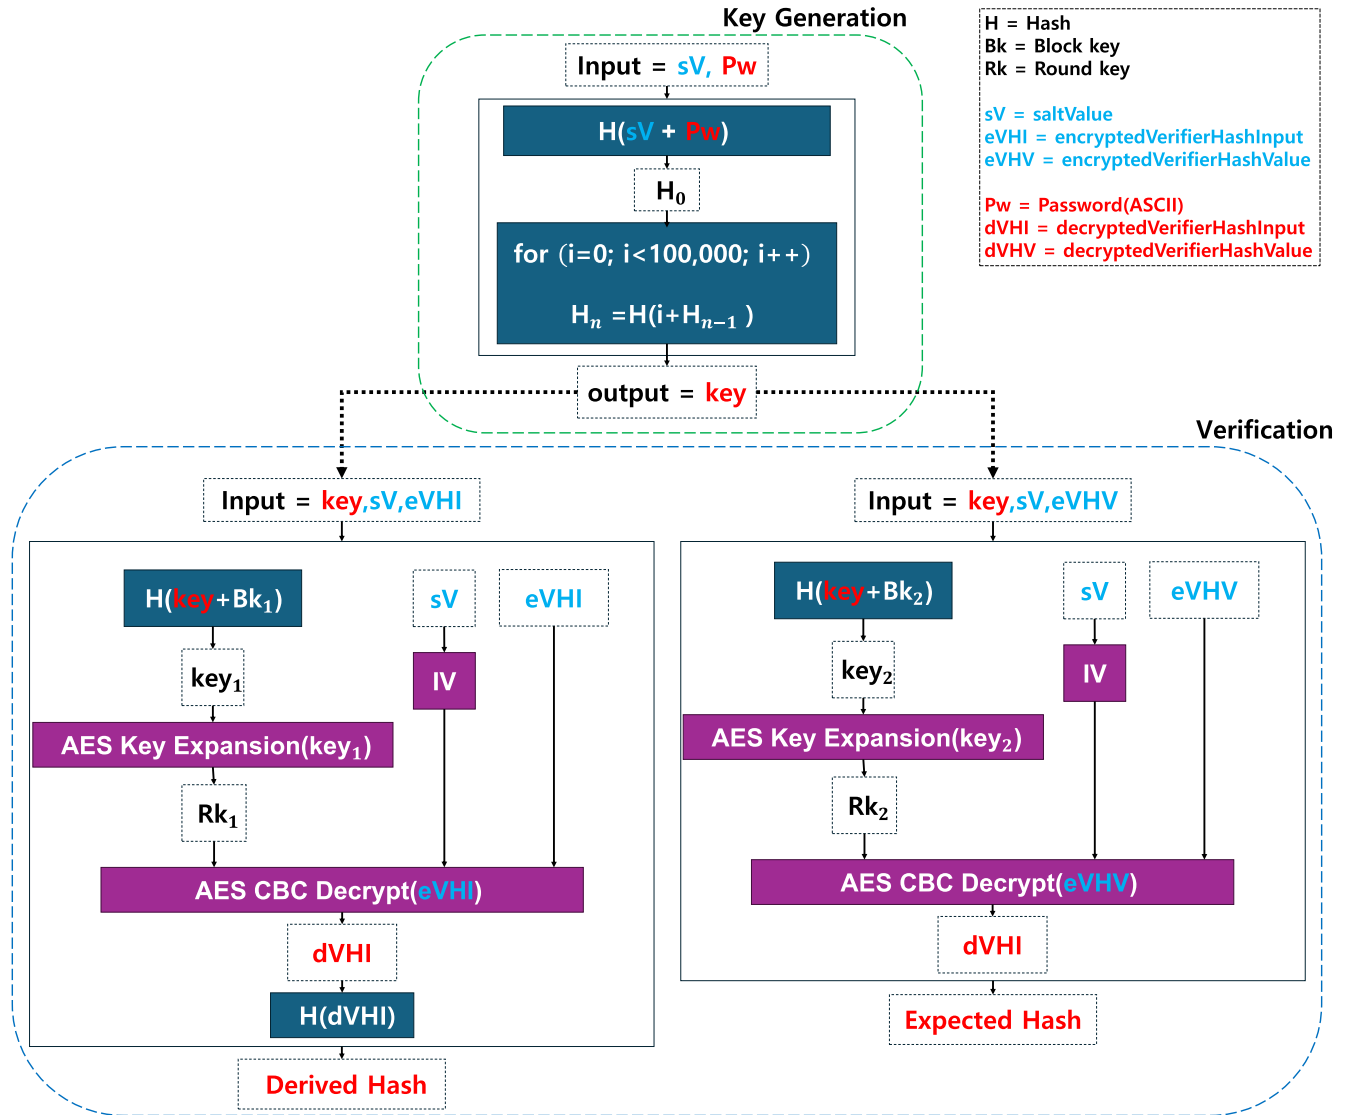 Key Generation
Input = sV, Pw
H(sV + Pw)
H₀
for (i=0; i<100,000; i++)
Hₙ =H(i+Hₙ₋₁ )
output = key
H = Hash
Bk = Block key
Rk = Round key
sV = saltValue
eVHI = encryptedVerifierHashInput
eVHV = encryptedVerifierHashValue
Pw = Password(ASCII)
dVHI = decryptedVerifierHashInput
dVHV = decryptedVerifierHashValue
Verification
Input = key,sV,eVHI
H(key+Bk₁)
sV
eVHI
key₁
IV
AES Key Expansion(key₁)
Rk₁
AES CBC Decrypt(eVHI)
dVHI
H(dVHI)
Derived Hash
Input = key,sV,eVHV
H(key+Bk₂)
sV
eVHV
key₂
IV
AES Key Expansion(key₂)
Rk₂
AES CBC Decrypt(eVHV)
dVHI
Expected Hash